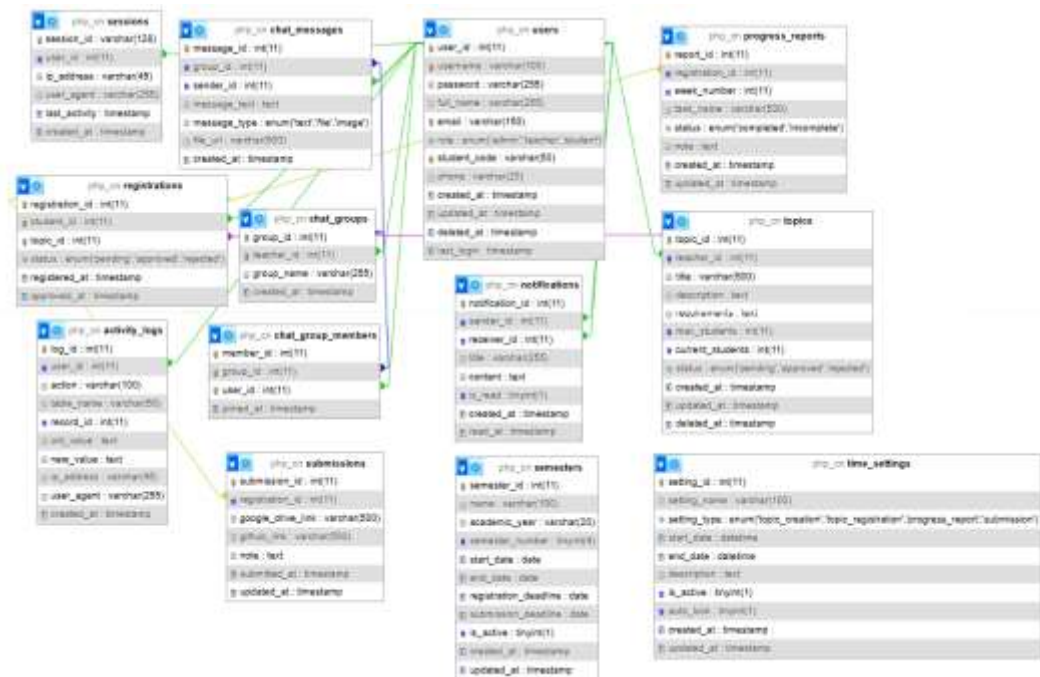 php_cn sessions
session_id : varchar(128)
user_id : int(11)
ip_address : varchar(45)
user_agent : varchar(255)
last_activity : timestamp
created_at : timestamp
php_cn chat_messages
message_id : int(11)
group_id : int(11)
sender_id : int(11)
message_text : text
message_type : enum('text','file','image')
file_url : varchar(500)
created_at : timestamp
php_cn users
user_id : int(11)
username : varchar(100)
password : varchar(255)
full_name : varchar(255)
email : varchar(150)
role : enum('admin','teacher','student')
student_code : varchar(50)
phone : varchar(20)
created_at : timestamp
updated_at : timestamp
deleted_at : timestamp
last_login : timestamp
php_cn progress_reports
report_id : int(11)
registration_id : int(11)
week_number : int(11)
task_name : varchar(500)
status : enum('completed','incomplete')
note : text
created_at : timestamp
updated_at : timestamp
php_cn registrations
registration_id : int(11)
student_id : int(11)
topic_id : int(11)
status : enum('pending','approved','rejected')
registered_at : timestamp
approved_at : timestamp
php_cn chat_groups
group_id : int(11)
teacher_id : int(11)
group_name : varchar(255)
created_at : timestamp
php_cn topics
topic_id : int(11)
teacher_id : int(11)
title : varchar(500)
description : text
requirements : text
max_students : int(11)
current_students : int(11)
status : enum('pending','approved','rejected')
created_at : timestamp
updated_at : timestamp
deleted_at : timestamp
php_cn notifications
notification_id : int(11)
sender_id : int(11)
receiver_id : int(11)
title : varchar(255)
content : text
is_read : tinyint(1)
created_at : timestamp
read_at : timestamp
php_cn activity_logs
log_id : int(11)
user_id : int(11)
action : varchar(100)
table_name : varchar(50)
record_id : int(11)
old_value : text
new_value : text
ip_address : varchar(45)
user_agent : varchar(255)
created_at : timestamp
php_cn chat_group_members
member_id : int(11)
group_id : int(11)
user_id : int(11)
joined_at : timestamp
php_cn submissions
submission_id : int(11)
registration_id : int(11)
google_drive_link : varchar(500)
github_link : varchar(500)
note : text
submitted_at : timestamp
updated_at : timestamp
php_cn semesters
semester_id : int(11)
name : varchar(100)
academic_year : varchar(20)
semester_number : tinyint(4)
start_date : date
end_date : date
registration_deadline : date
submission_deadline : date
is_active : tinyint(1)
created_at : timestamp
updated_at : timestamp
php_cn time_settings
setting_id : int(11)
setting_name : varchar(100)
setting_type : enum('topic_creation','topic_registration','progress_report','submission')
start_date : datetime
end_date : datetime
description : text
is_active : tinyint(1)
auto_lock : tinyint(1)
created_at : timestamp
updated_at : timestamp